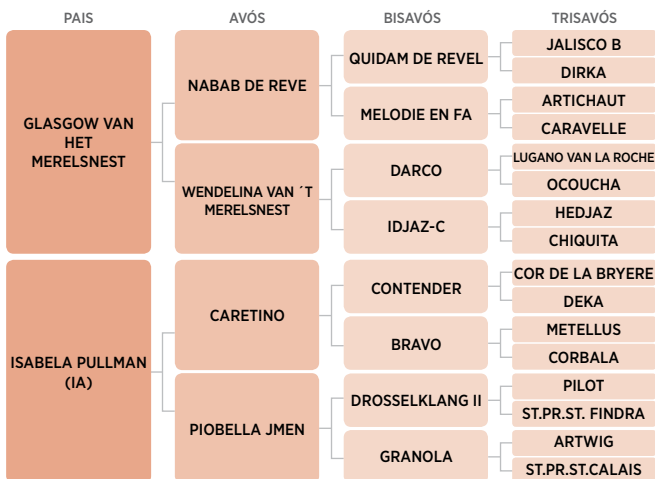 PAIS
AVÓS
BISAVÓS
TRISAVÓS
GLASGOW VAN
HET
MERELSNEST
NABAB DE REVE
QUIDAM DE REVEL
JALISCO B
DIRKA
MELODIE EN FA
ARTICHAUT
CARAVELLE
WENDELINA VAN ´T
MERELSNEST
DARCO
LUGANO VAN LA ROCHE
OCOUCHA
IDJAZ-C
HEDJAZ
CHIQUITA
ISABELA PULLMAN
(IA)
CARETINO
CONTENDER
COR DE LA BRYERE
DEKA
BRAVO
METELLUS
CORBALA
PIOBELLA JMEN
DROSSELKLANG II
PILOT
ST.PR.ST. FINDRA
GRANOLA
ARTWIG
ST.PR.ST.CALAIS